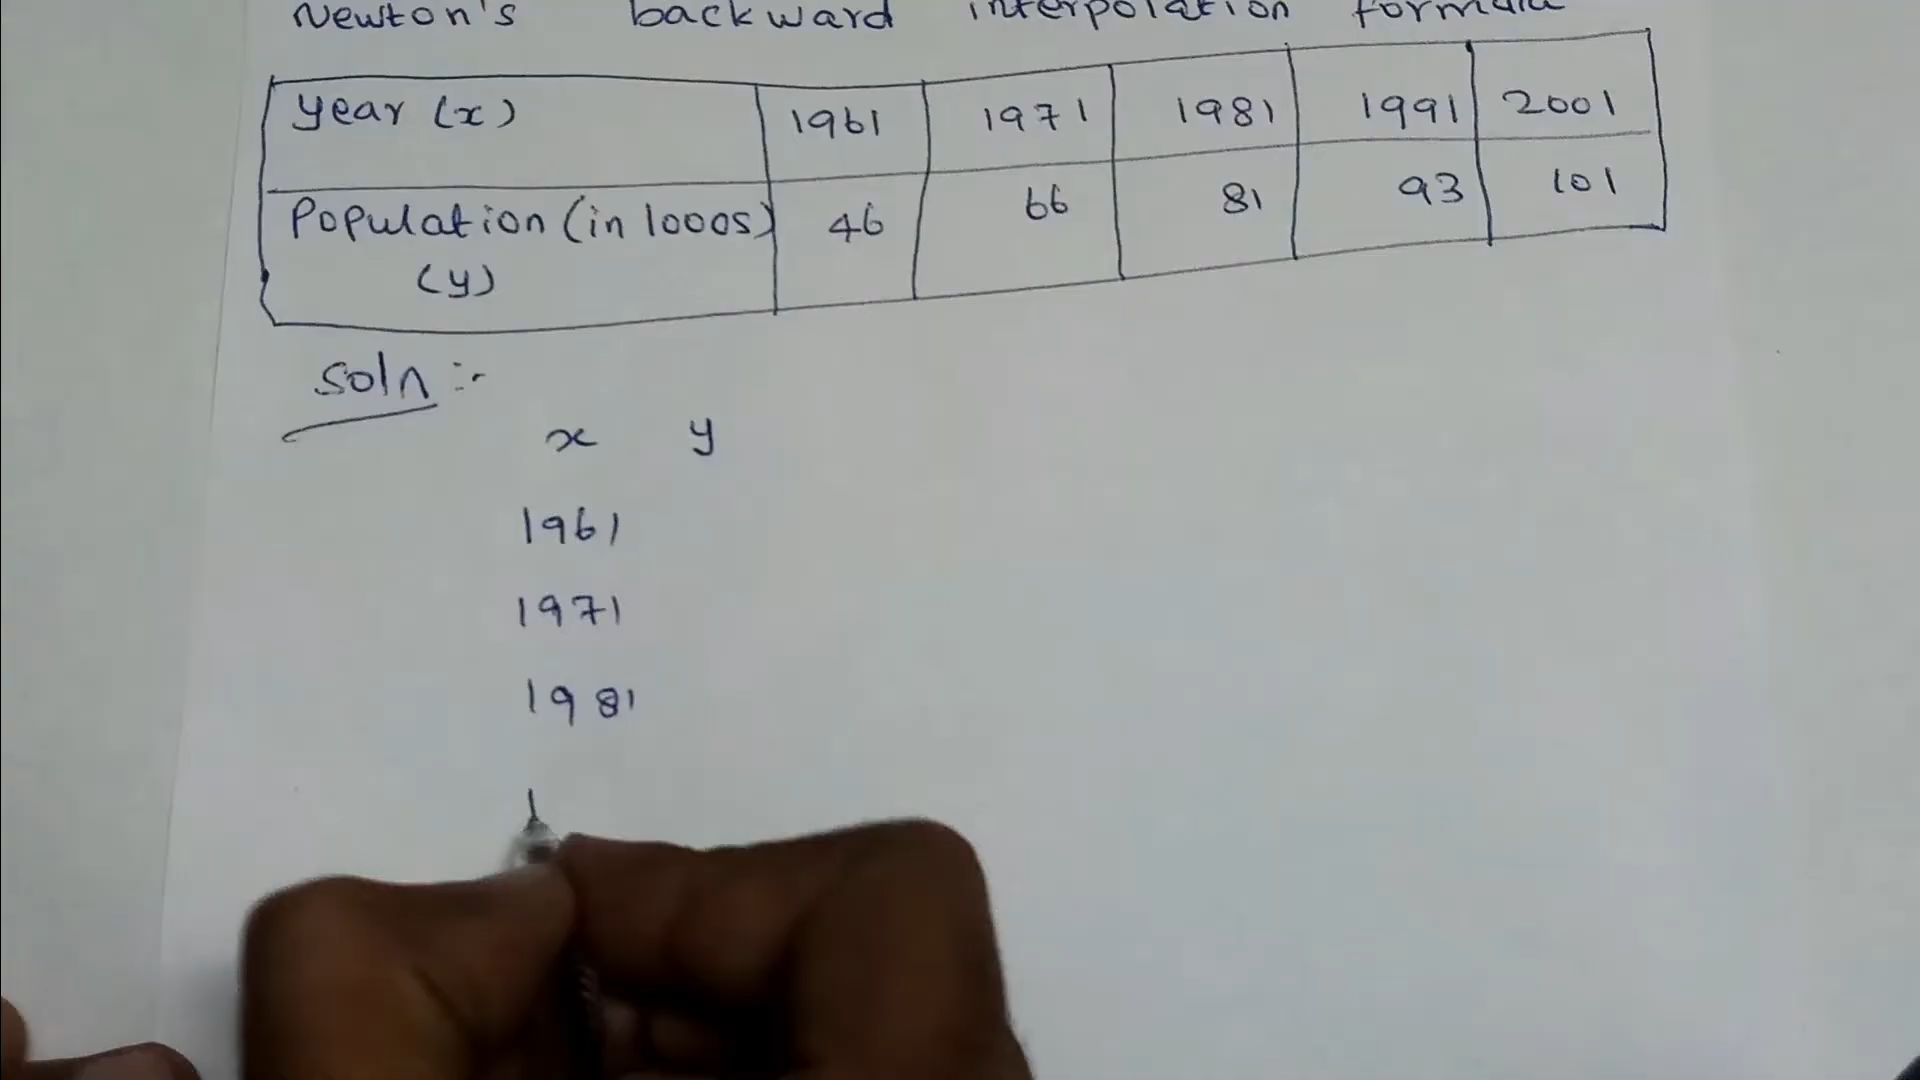 Newton's backward interpolation formula
Year (x) 1961 1971 1981 1991 2001
Population (in 1000s) 46 66 81 93 101
(y)
Soln :-
x y
1961
1971
1981
1